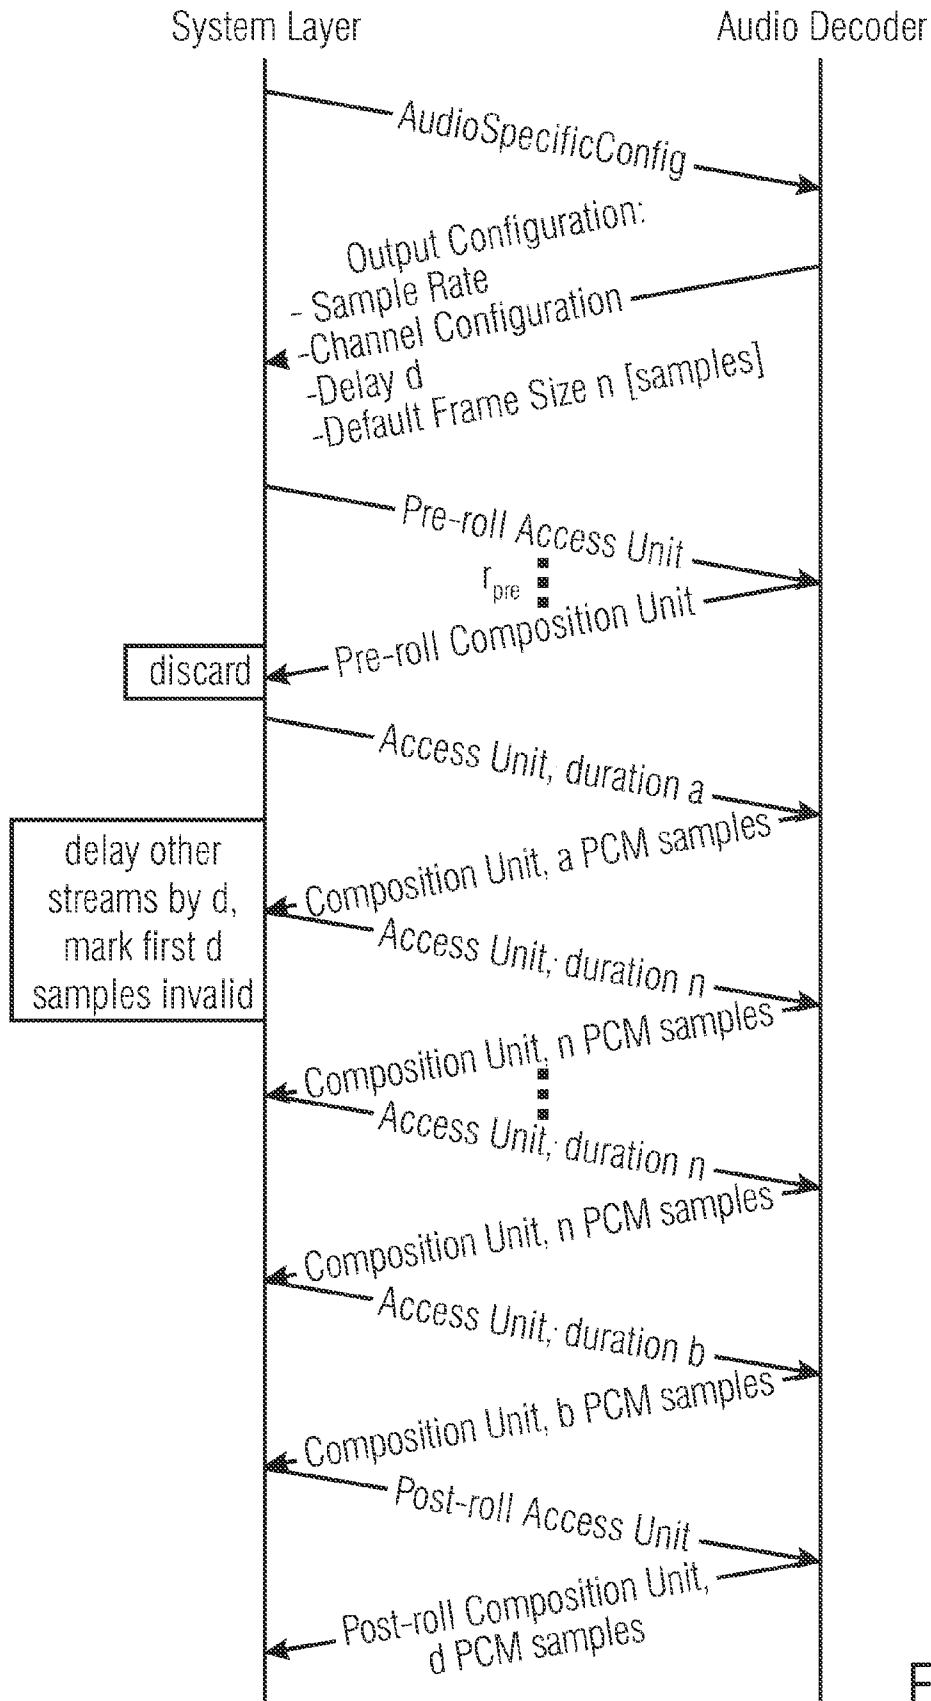 System Layer
Audio Decoder
AudioSpecificConfig
Output Configuration:
- Sample Rate
-Channel Configuration
-Delay d
-Default Frame Size n [samples]
Pre-roll Access Unit
r_pre
Pre-roll Composition Unit
discard
Access Unit, duration a
Composition Unit, a PCM samples
delay other
streams by d,
mark first d
samples invalid
Access Unit, duration n
Composition Unit, n PCM samples
Access Unit, duration n
Composition Unit, n PCM samples
Access Unit, duration b
Composition Unit, b PCM samples
Post-roll Access Unit
Post-roll Composition Unit,
d PCM samples